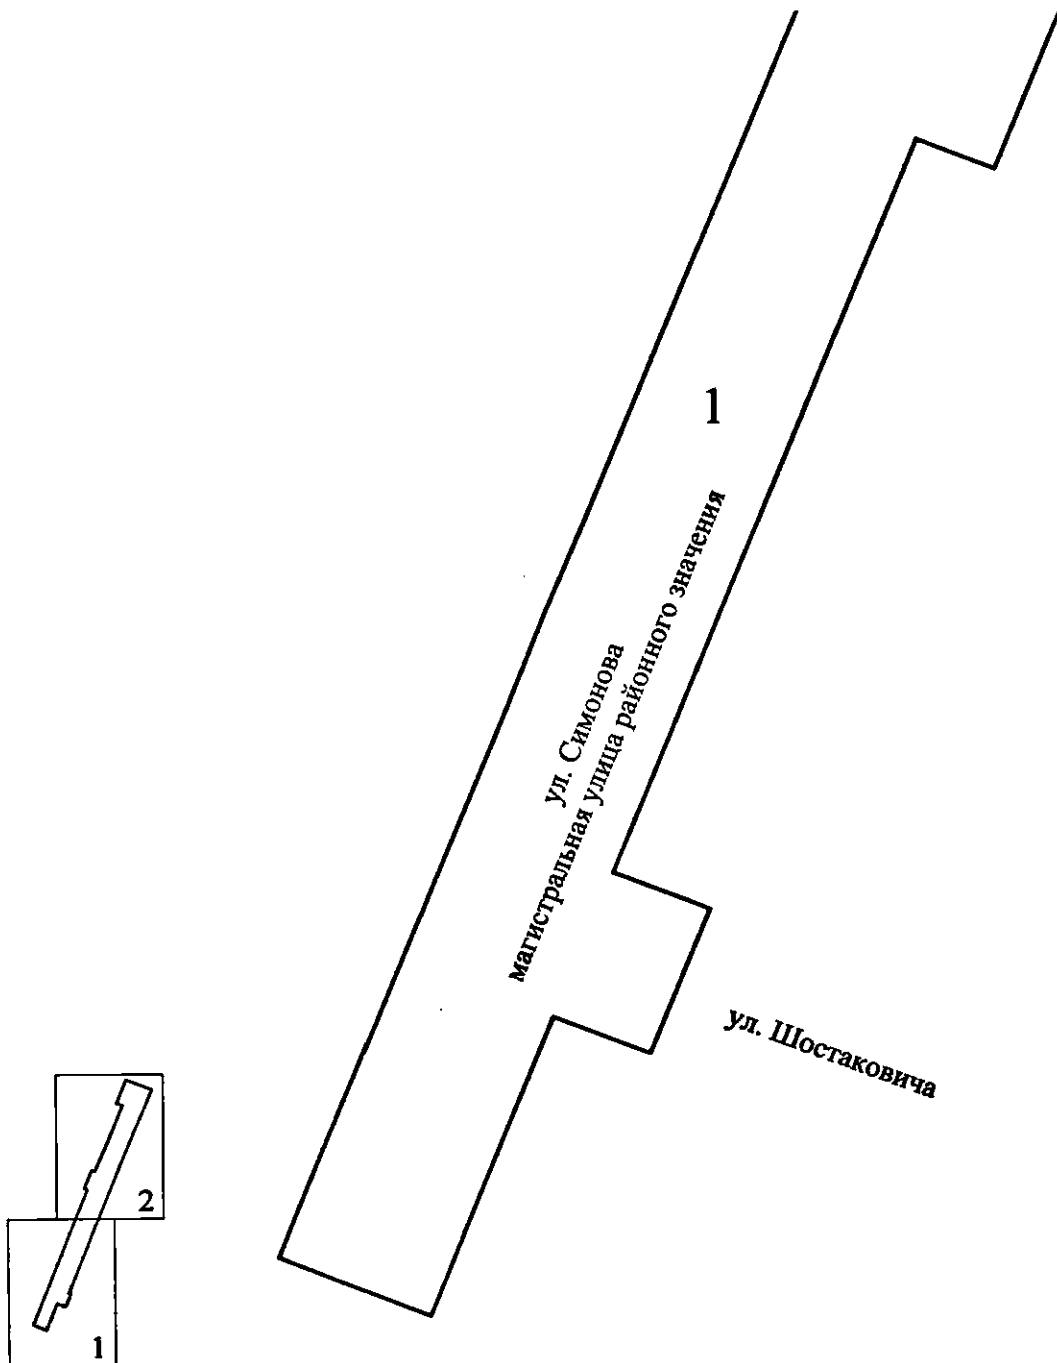 1
ул. Симонова
магистральная улица районного значения
ул. Шостаковича
2
1